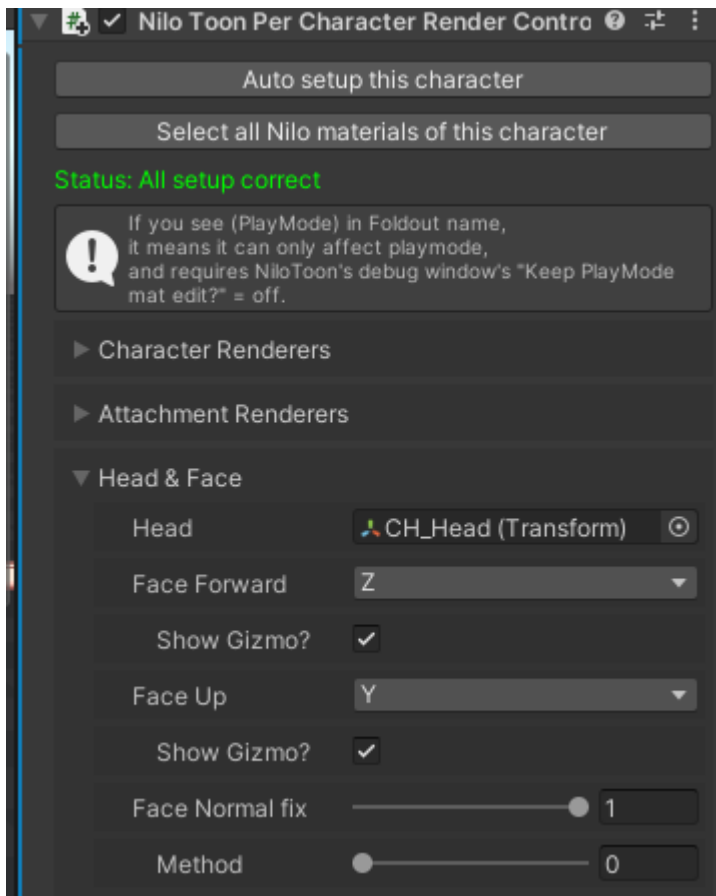 Nilo Toon Per Character Render Contro
Auto setup this character
Select all Nilo materials of this character
Status: All setup correct
If you see (PlayMode) in Foldout name,
it means it can only affect playmode,
and requires NiloToon's debug window's "Keep PlayMode
mat edit?" = off.
Character Renderers
Attachment Renderers
Head & Face
Head CH_Head (Transform)
Face Forward Z
Show Gizmo?
Face Up Y
Show Gizmo?
Face Normal fix 1
Method 0